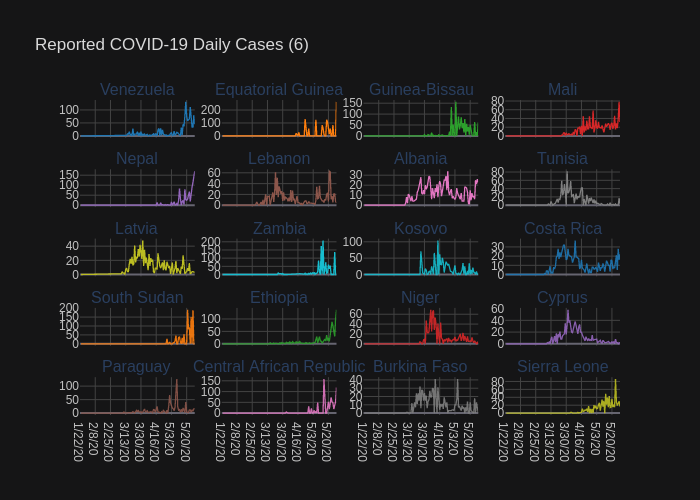 Reported COVID-19 Daily Cases (6)
Venezuela Equatorial Guinea Guinea-Bissau Mali
100 50 0
200 100 0
150 100 50 0
80 60 40 20 0
Nepal Lebanon Albania Tunisia
150 100 50 0
60 40 20 0
30 20 10 0
80 60 40 20 0
Latvia Zambia Kosovo Costa Rica
40 20 0
200 150 100 50 0
100 50 0
30 20 10 0
South Sudan Ethiopia Niger Cyprus
200 150 100 50 0
100 50 0
60 40 20 0
60 40 20 0
Paraguay Central African Republic Burkina Faso Sierra Leone
100 50 0
150 100 50 0
40 30 20 10 0
80 60 40 20 0
1/22/20 2/8/20 2/25/20 3/13/20 3/30/20 4/16/20 5/3/20 5/20/20
1/22/20 2/8/20 2/25/20 3/13/20 3/30/20 4/16/20 5/3/20 5/20/20
1/22/20 2/8/20 2/25/20 3/13/20 3/30/20 4/16/20 5/3/20 5/20/20
1/22/20 2/8/20 2/25/20 3/13/20 3/30/20 4/16/20 5/3/20 5/20/20